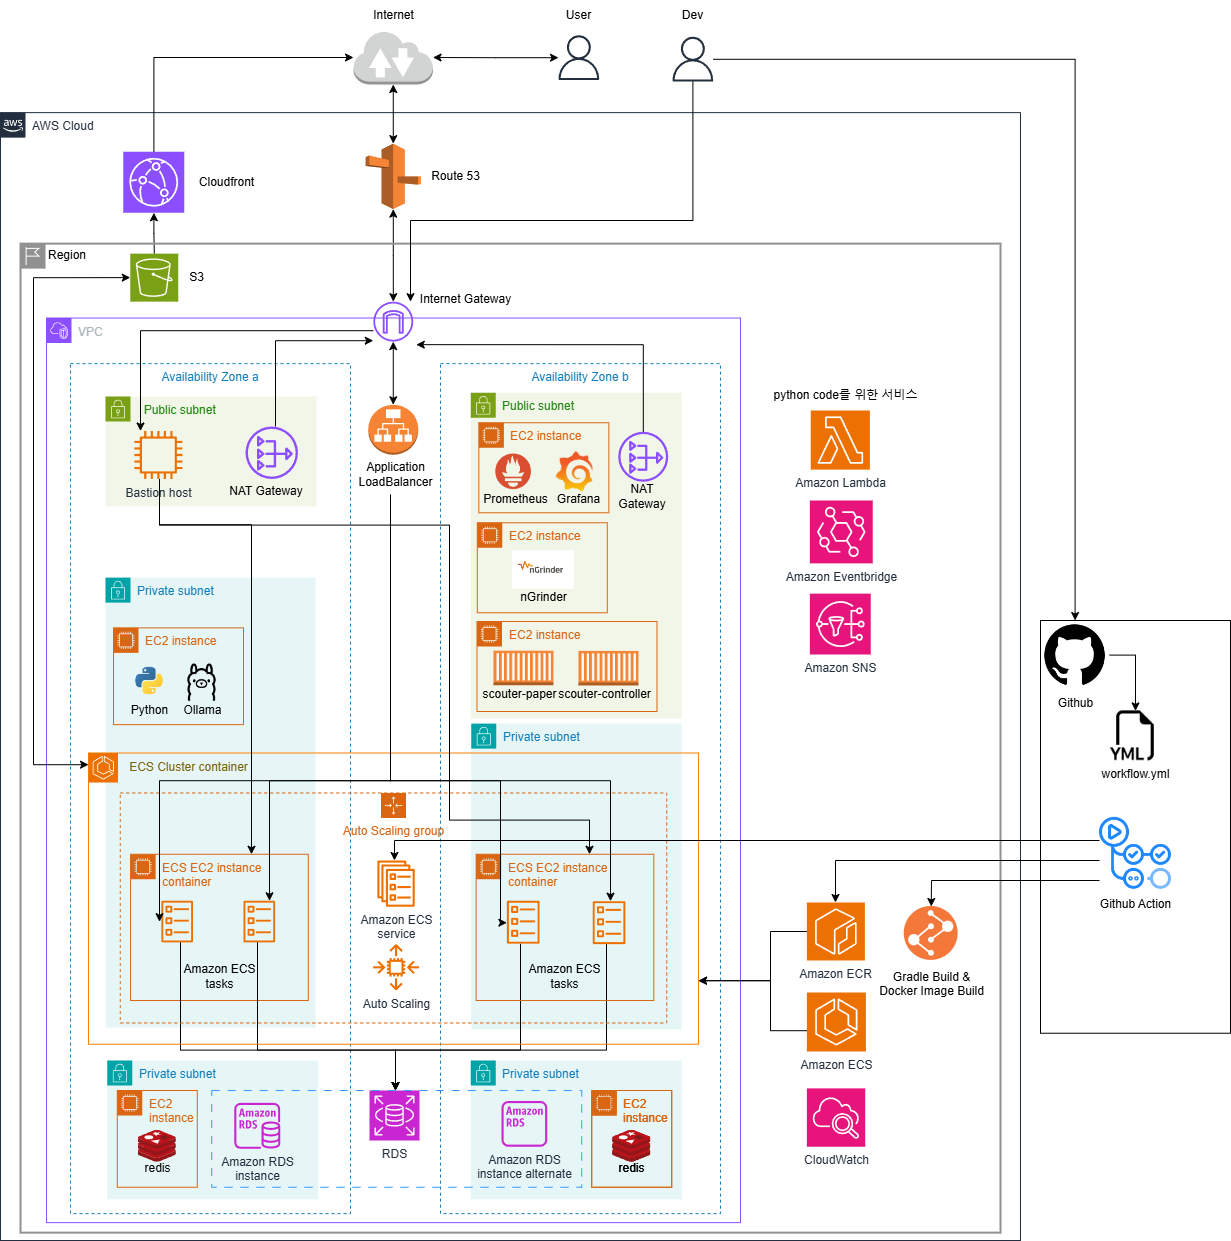 Internet
User
Dev
aws
AWS Cloud
Cloudfront
Route 53
Region
S3
Internet Gateway
VPC
Availability Zone a
Availability Zone b
Public subnet
Bastion host
NAT Gateway
Application
LoadBalancer
Public subnet
EC2 instance
Prometheus
Grafana
NAT
Gateway
EC2 instance
nGrinder
nGrinder
EC2 instance
scouter-paper
scouter-controller
python code를 위한 서비스
Amazon Lambda
Amazon Eventbridge
Amazon SNS
Private subnet
EC2 instance
Python
Ollama
Private subnet
Github
YML
workflow.yml
Github Action
ECS Cluster container
Auto Scaling group
ECS EC2 instance
container
Amazon ECS
tasks
Amazon ECS
service
Auto Scaling
ECS EC2 instance
container
Amazon ECS
tasks
Amazon ECR
Gradle Build &
Docker Image Build
Amazon ECS
CloudWatch
Private subnet
EC2
instance
redis
Amazon
RDS
Amazon RDS
instance
RDS
Private subnet
Amazon
RDS
Amazon RDS
instance alternate
EC2
instance
redis